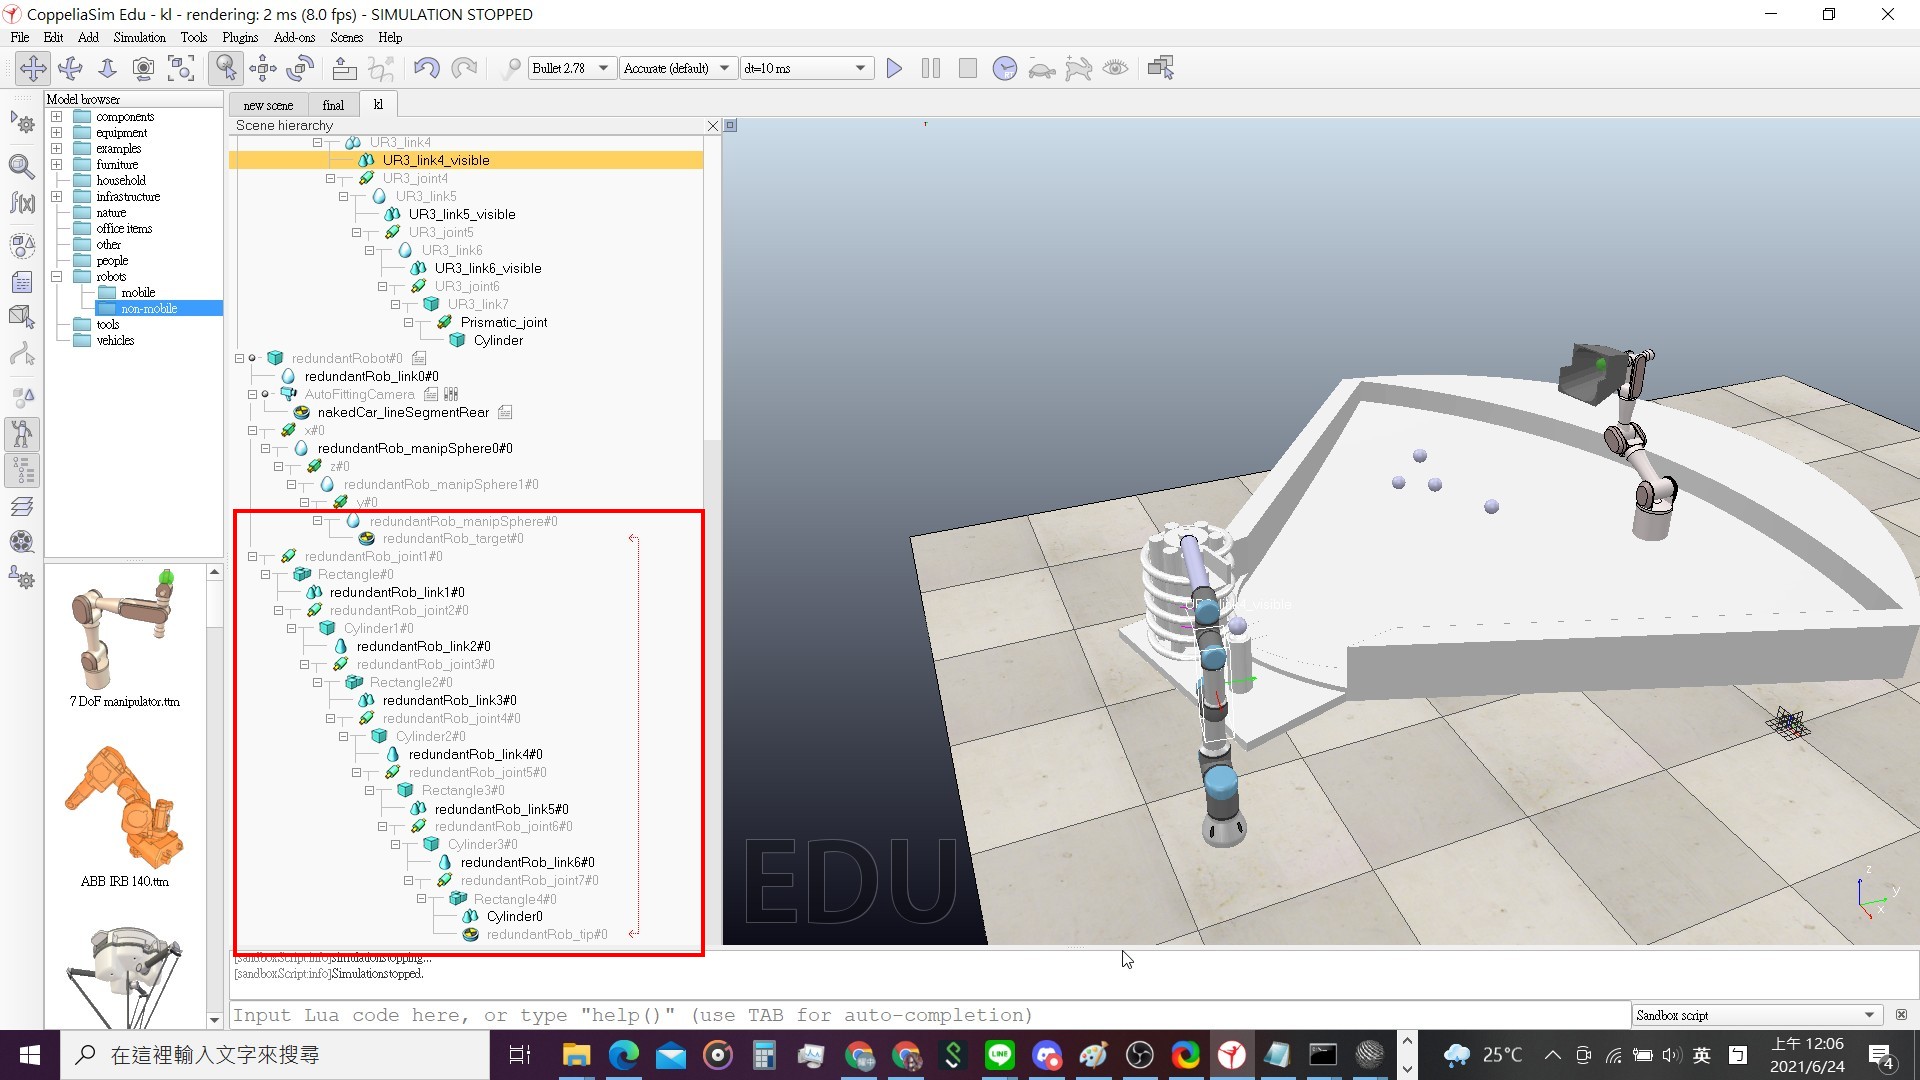 CoppeliaSim Edu - kl - rendering: 2 ms (8.0 fps) - SIMULATION STOPPED
File Edit Add Simulation Tools Plugins Add-ons Scenes Help
Bullet 2.78 Accurate (default) dt=10 ms RT
Model browser
components
equipment
examples
furniture
household
infrastructure
nature
office items
other
people
robots
mobile
non-mobile
tools
vehicles
7 DoF manipulator.ttm
ABB IRB 140.ttm
f(x)
new scene final kl
Scene hierarchy
UR3_link4
UR3_link4_visible
UR3_joint4
UR3_link5
UR3_link5_visible
UR3_joint5
UR3_link6
UR3_link6_visible
UR3_joint6
UR3_link7
Prismatic_joint
Cylinder
redundantRobot#0
redundantRob_link0#0
AutoFittingCamera
nakedCar_lineSegmentRear
x#0
redundantRob_manipSphere0#0
z#0
redundantRob_manipSphere1#0
y#0
redundantRob_manipSphere#0
redundantRob_target#0
redundantRob_joint1#0
Rectangle#0
redundantRob_link1#0
redundantRob_joint2#0
Cylinder1#0
redundantRob_link2#0
redundantRob_joint3#0
Rectangle2#0
redundantRob_link3#0
redundantRob_joint4#0
Cylinder2#0
redundantRob_link4#0
redundantRob_joint5#0
Rectangle3#0
redundantRob_link5#0
redundantRob_joint6#0
Cylinder3#0
redundantRob_link6#0
redundantRob_joint7#0
Rectangle4#0
Cylinder0
redundantRob_tip#0
EDU
z
y
x
[sandboxScript:info]Simulationstopping...
[sandboxScript:info]Simulationstopped.
Input Lua code here, or type "help()" (use TAB for auto-completion)
Sandbox script
在這裡輸入文字來搜尋
LINE
25°C
英
上午 12:06
2021/6/24
4